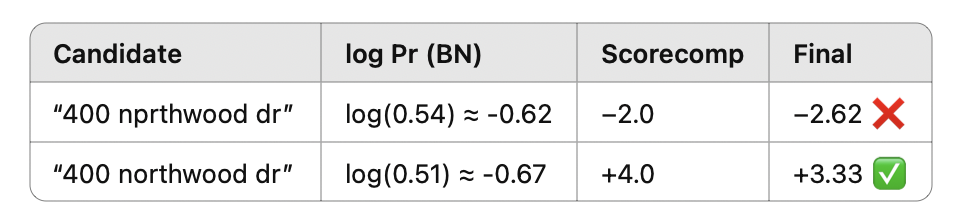 Candidate log Pr (BN) Scorecomp Final
“400 nprthwood dr” log(0.54) ≈ -0.62 −2.0 −2.62 ❌
“400 northwood dr” log(0.51) ≈ -0.67 +4.0 +3.33 ✅